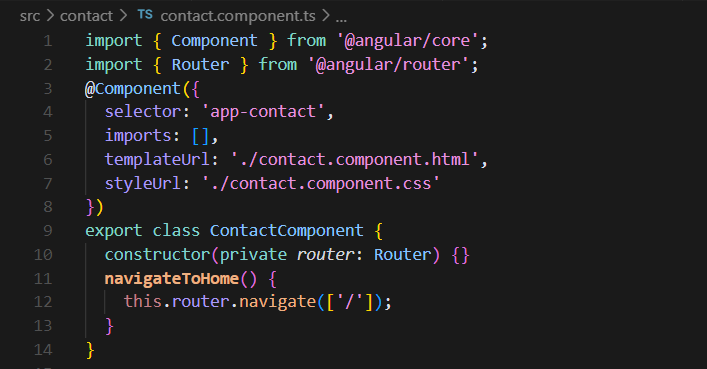 src > contact > TS contact.component.ts > ...
1 import { Component } from '@angular/core';
2 import { Router } from '@angular/router';
3 @Component({
4   selector: 'app-contact',
5   imports: [],
6   templateUrl: './contact.component.html',
7   styleUrl: './contact.component.css'
8 })
9 export class ContactComponent {
10   constructor(private router: Router) {}
11   navigateToHome() {
12     this.router.navigate(['/']);
13   }
14 }